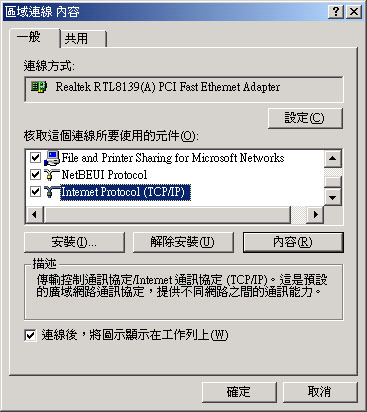 區域連線 內容
一般 共用
連線方式:
Realtek RTL8139(A) PCI Fast Ethernet Adapter
設定(C)
核取這個連線所要使用的元件(O):
File and Printer Sharing for Microsoft Networks
NetBEUI Protocol
Internet Protocol (TCP/IP)
安裝(I)... 解除安裝(U) 內容(R)
描述
傳輸控制通訊協定/Internet 通訊協定 (TCP/IP)。這是預設
的廣域網路通訊協定，提供不同網路之間的通訊能力。
連線後，將圖示顯示在工作列上(W)
確定 取消